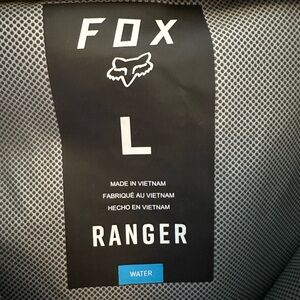 FOX
L
MADE IN VIETNAM
FABRIQUÉ AU VIETNAM
HECHO EN VIETNAM
RANGER
WATER